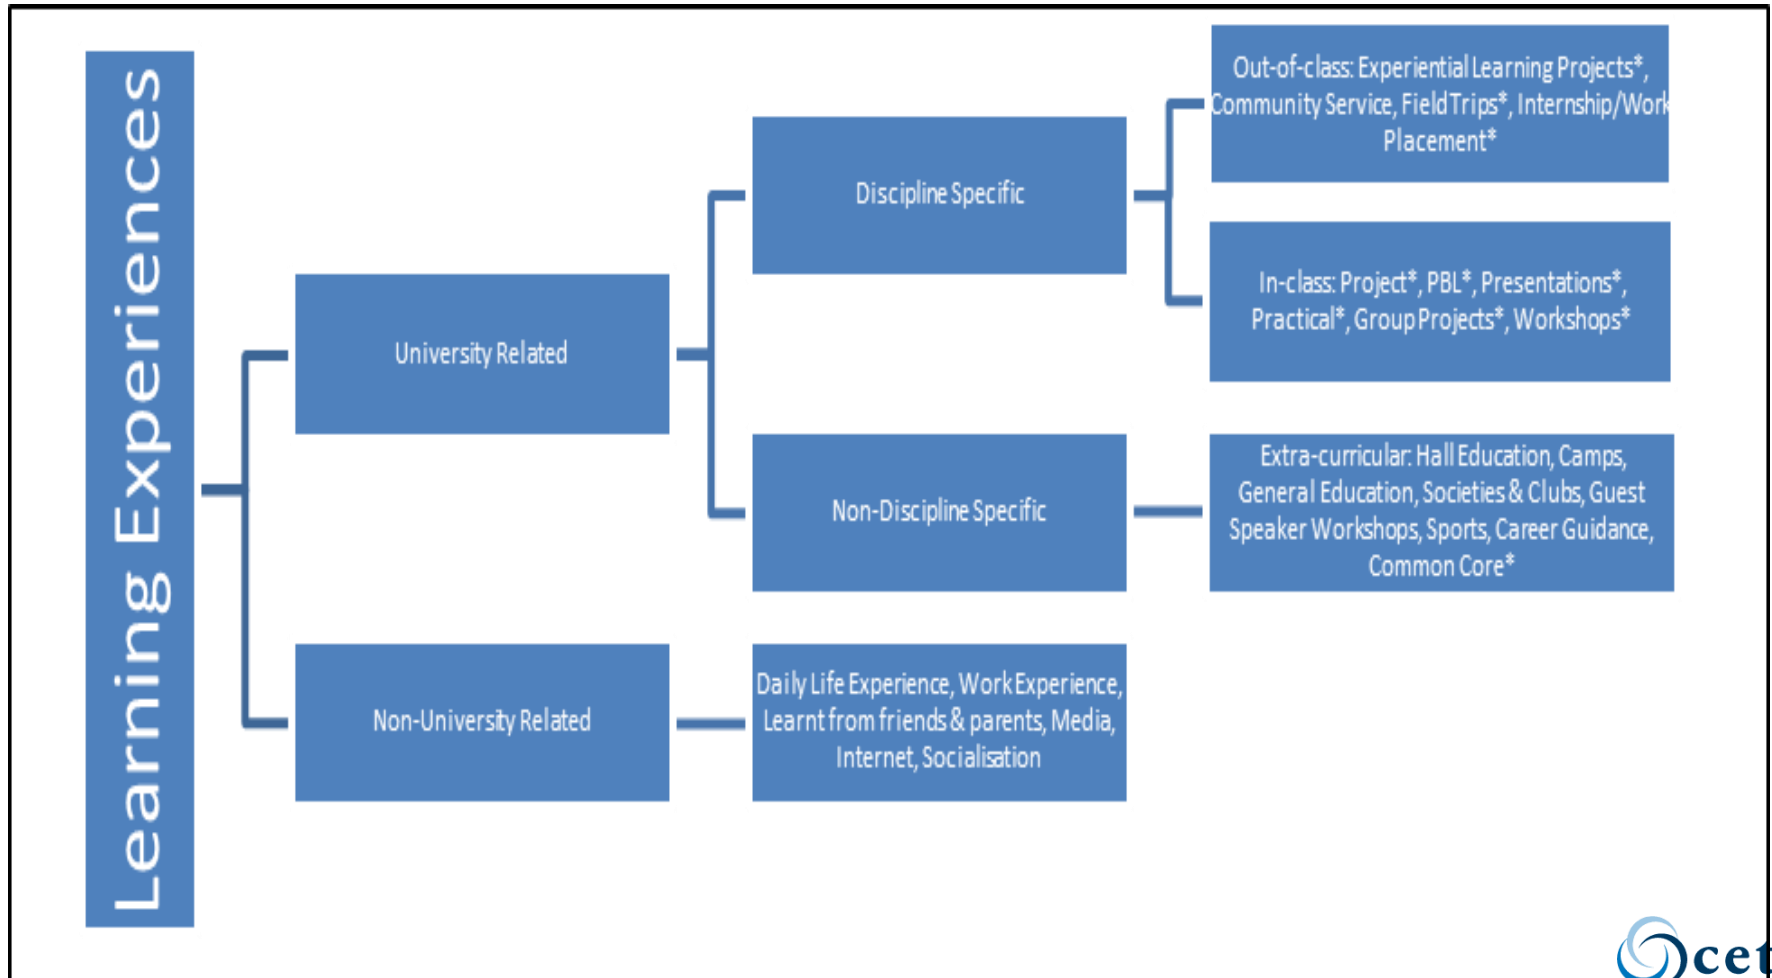 Learning Experiences
University Related
Discipline Specific
Out-of-class: Experiential Learning Projects*,
Community Service, Field Trips*, Internship/Work
Placement*
In-class: Project*, PBL*, Presentations*,
Practical*, Group Projects*, Workshops*
Non-Discipline Specific
Extra-curricular: Hall Education, Camps,
General Education, Societies & Clubs, Guest
Speaker Workshops, Sports, Career Guidance,
Common Core*
Non-University Related
Daily Life Experience, Work Experience,
Learnt from friends & parents, Media,
Internet, Socialisation
cet